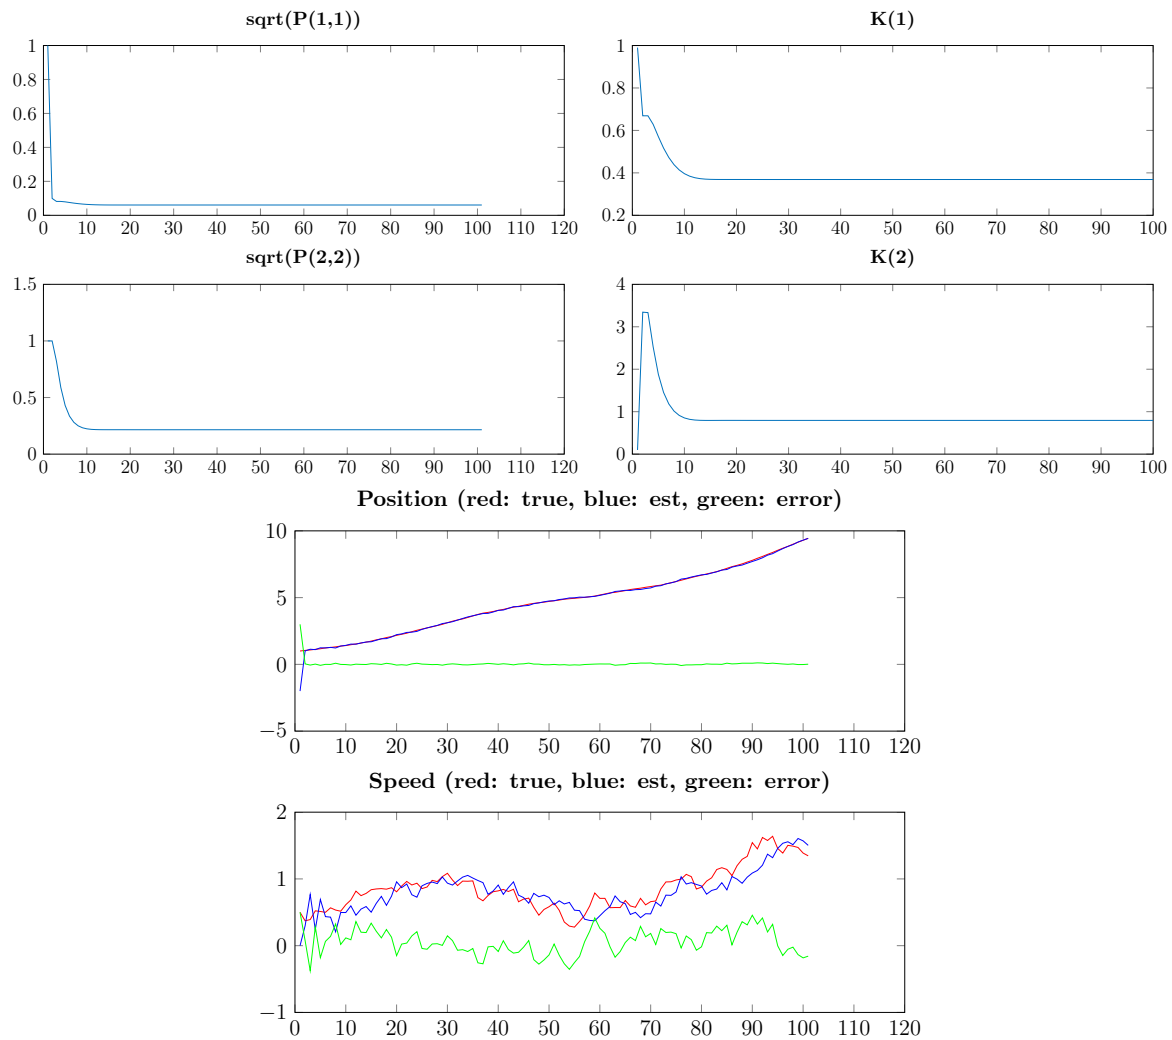 sqrt(P(1,1))
1
0.8
0.6
0.4
0.2
0
0 10 20 30 40 50 60 70 80 90 100 110 120
K(1)
1
0.8
0.6
0.4
0.2
0 10 20 30 40 50 60 70 80 90 100
sqrt(P(2,2))
1.5
1
0.5
0
0 10 20 30 40 50 60 70 80 90 100 110 120
K(2)
4
3
2
1
0
0 10 20 30 40 50 60 70 80 90 100
Position (red: true, blue: est, green: error)
10
5
0
−5
0 10 20 30 40 50 60 70 80 90 100 110 120
Speed (red: true, blue: est, green: error)
2
1
0
−1
0 10 20 30 40 50 60 70 80 90 100 110 120